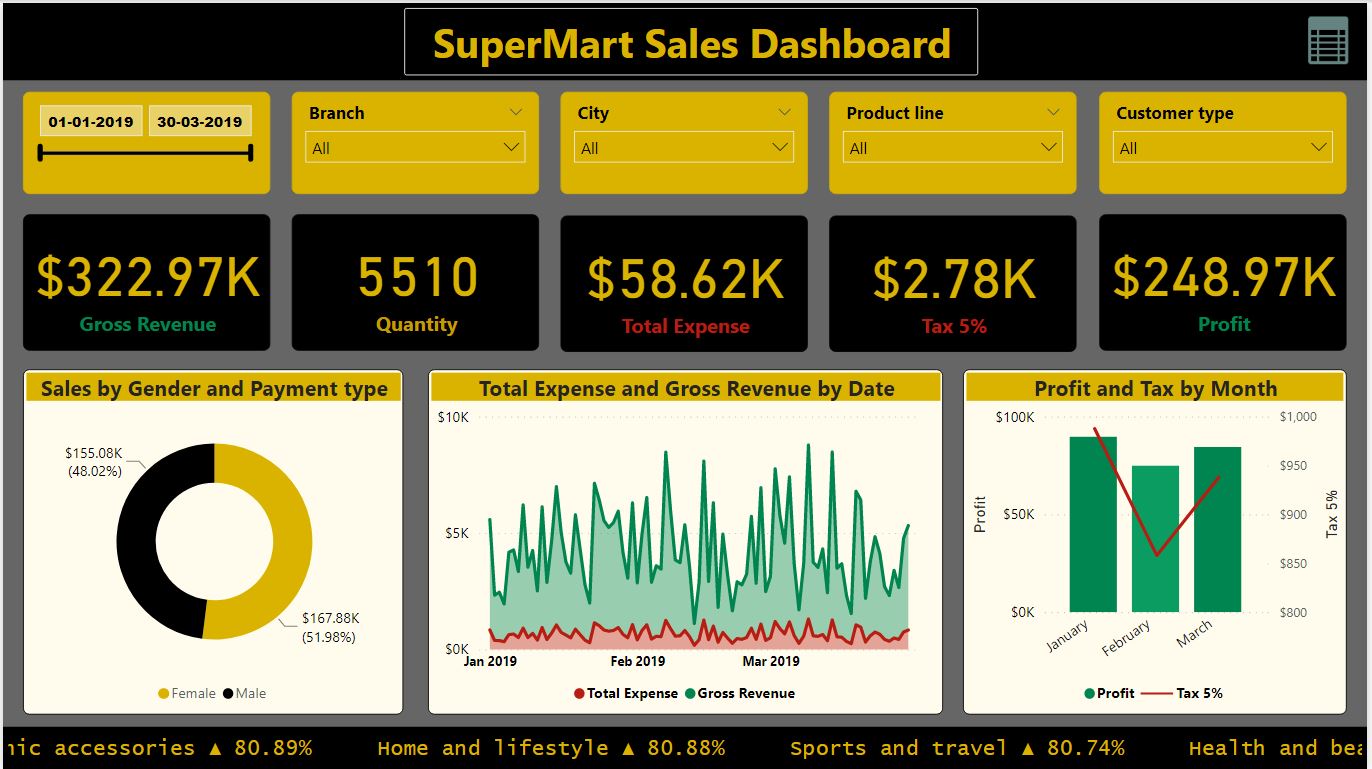 SuperMart Sales Dashboard
01-01-2019 30-03-2019
Branch
All
City
All
Product line
All
Customer type
All
$322.97K
Gross Revenue
5510
Quantity
$58.62K
Total Expense
$2.78K
Tax 5%
$248.97K
Profit
Sales by Gender and Payment type
$155.08K
(48.02%)
$167.88K
(51.98%)
Female Male
Total Expense and Gross Revenue by Date
$10K
$5K
$0K
Jan 2019 Feb 2019 Mar 2019
Total Expense Gross Revenue
Profit and Tax by Month
$100K
$50K
$0K
Profit
$1,000
$950
$900
$850
$800
Tax 5%
January February March
Profit Tax 5%
accessories ▲ 80.89% Home and lifestyle ▲ 80.88% Sports and travel ▲ 80.74% Health and